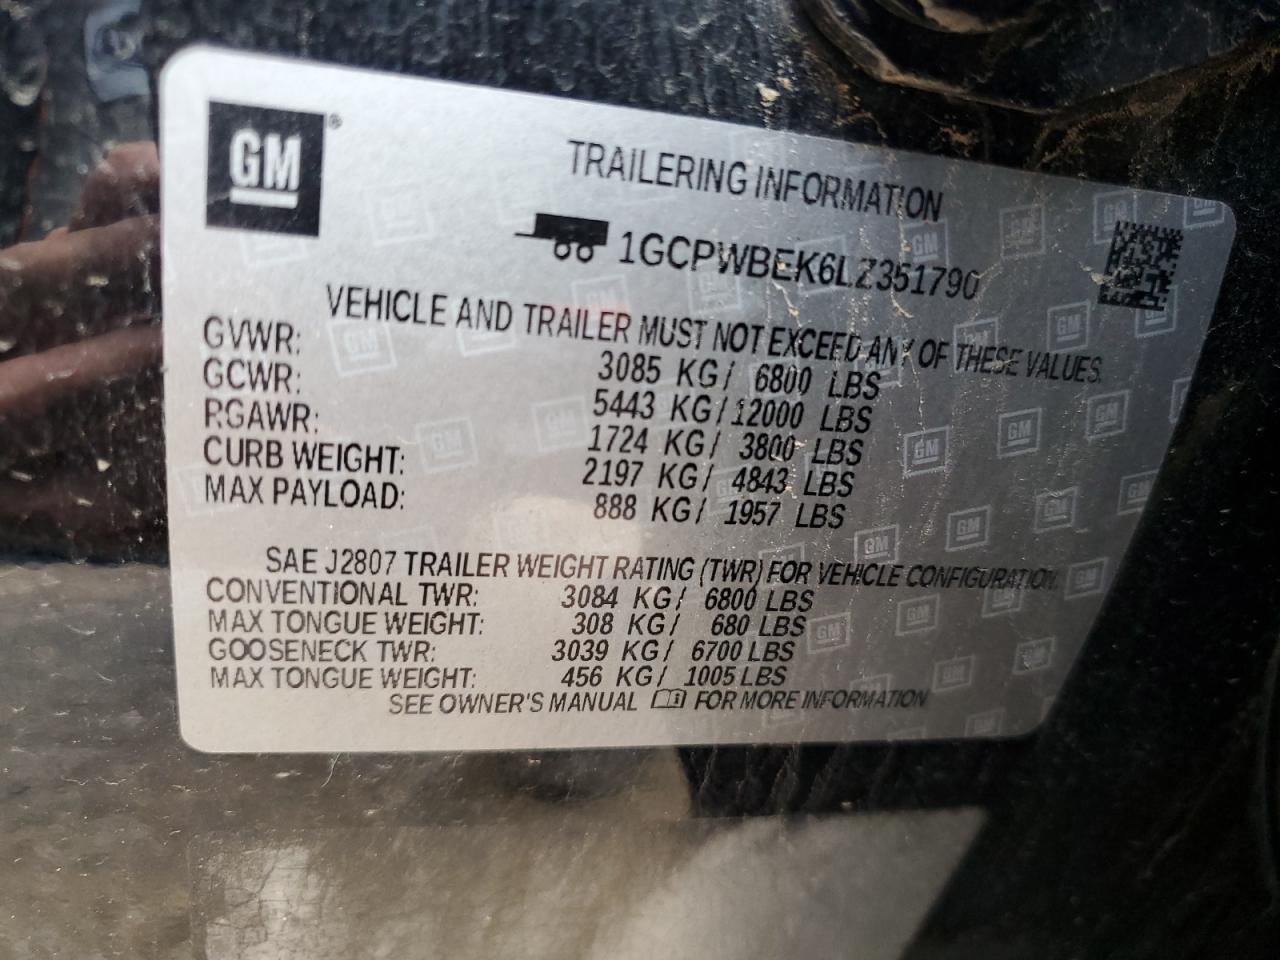 GM®
TRAILERING INFORMATION
1GCPWBEK6LZ351790
VEHICLE AND TRAILER MUST NOT EXCEED ANY OF THESE VALUES.
GVWR: 3085 KG/ 6800 LBS
GCWR: 5443 KG/12000 LBS
RGAWR: 1724 KG/ 3800 LBS
CURB WEIGHT: 2197 KG/ 4843 LBS
MAX PAYLOAD: 888 KG/ 1957 LBS
SAE J2807 TRAILER WEIGHT RATING (TWR) FOR VEHICLE CONFIGURATION.
CONVENTIONAL TWR: 3084 KG/ 6800 LBS
MAX TONGUE WEIGHT: 308 KG/ 680 LBS
GOOSENECK TWR: 3039 KG/ 6700 LBS
MAX TONGUE WEIGHT: 456 KG/ 1005 LBS
SEE OWNER'S MANUAL FOR MORE INFORMATION